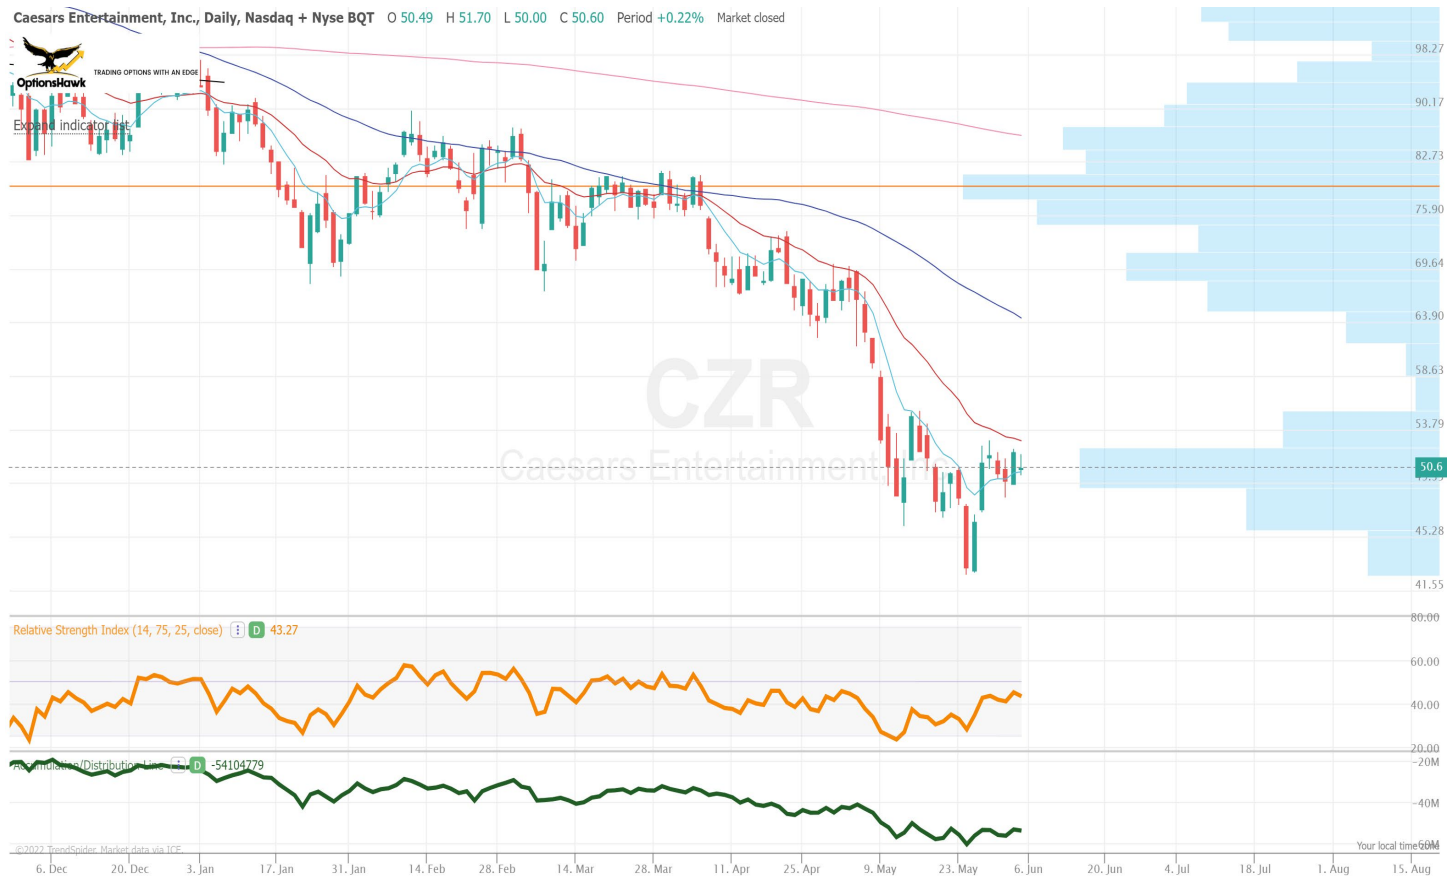 Caesars Entertainment, Inc., Daily, Nasdaq + Nyse BQT O 50.49 H 51.70 L 50.00 C 50.60 Period +0.22% Market closed
OptionsHawk
TRADING OPTIONS WITH AN EDGE
Expand indicator list
98.27
90.17
82.73
75.90
69.64
63.90
58.63
53.79
50.6
45.28
41.55
CZR
Caesars Entertainment, Inc.
80.00
Relative Strength Index (14, 75, 25, close) D 43.27
60.00
40.00
20.00
Accumulation/Distribution Line D -54104779
-20M
-40M
-60M
©2022 TrendSpider. Market data via ICE.
Your local time zone
6. Dec 20. Dec 3. Jan 17. Jan 31. Jan 14. Feb 28. Feb 14. Mar 28. Mar 11. Apr 25. Apr 9. May 23. May 6. Jun 20. Jun 4. Jul 18. Jul 1. Aug 15. Aug